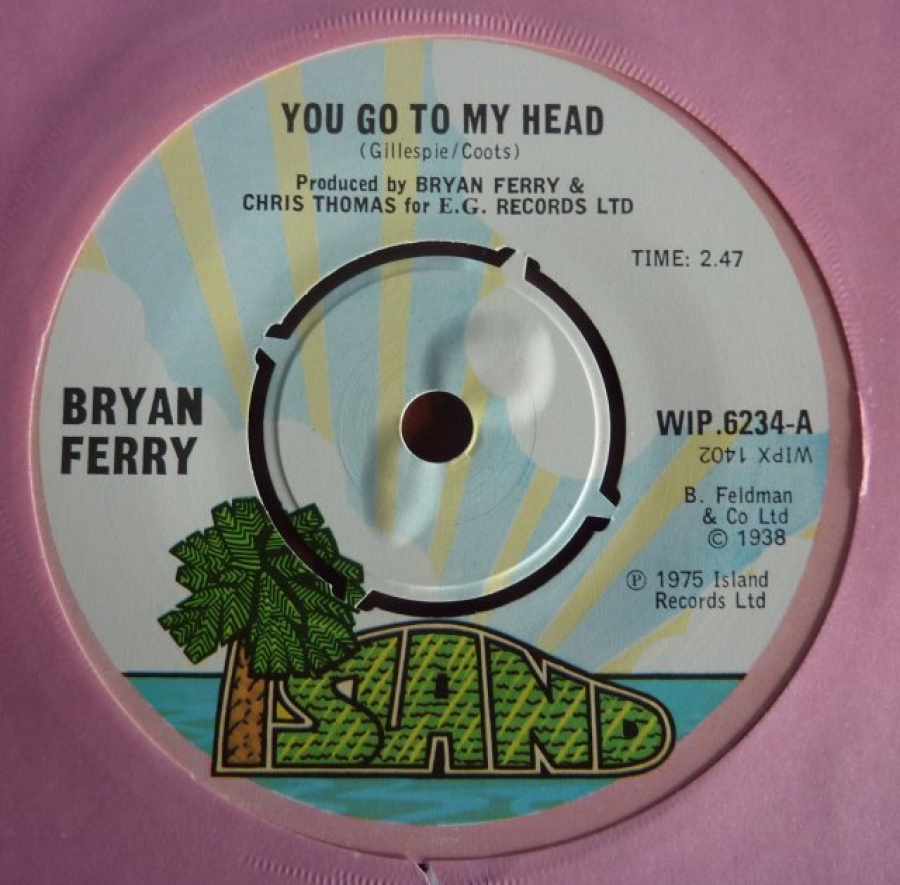 YOU GO TO MY HEAD
(Gillespie/Coots)
Produced by BRYAN FERRY &
CHRIS THOMAS for E.G. RECORDS LTD
TIME: 2.47
BRYAN
FERRY
WIP.6234-A
WIPX 1402
B. Feldman
& Co Ltd
© 1938
℗ 1975 Island
Records Ltd
ISLAND